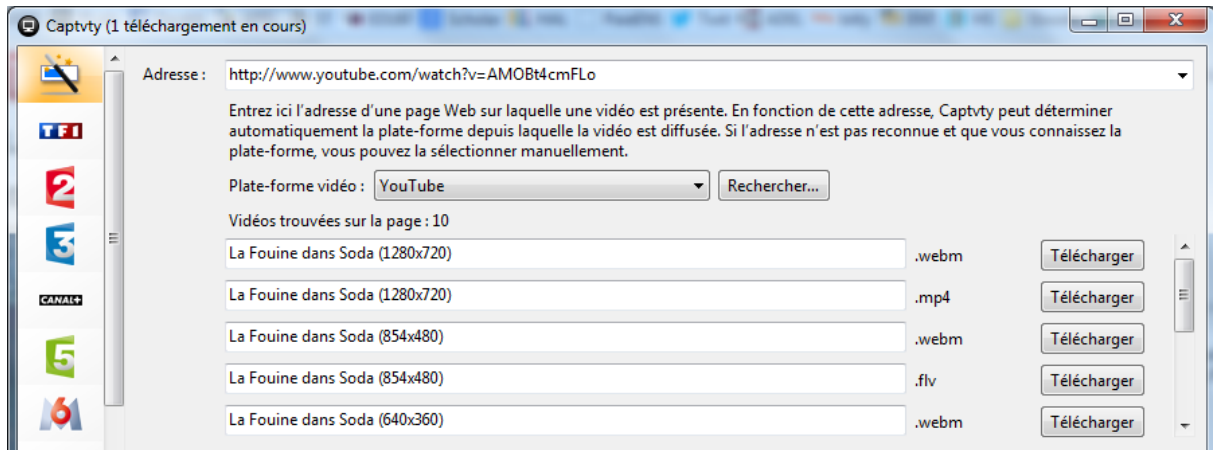 Captvty (1 téléchargement en cours)
Adresse : http://www.youtube.com/watch?v=AMOBt4cmFLo
Entrez ici l'adresse d'une page Web sur laquelle une vidéo est présente. En fonction de cette adresse, Captvty peut déterminer
automatiquement la plate-forme depuis laquelle la vidéo est diffusée. Si l'adresse n'est pas reconnue et que vous connaissez la
plate-forme, vous pouvez la sélectionner manuellement.
Plate-forme vidéo : YouTube Rechercher...
Vidéos trouvées sur la page : 10
La Fouine dans Soda (1280x720) .webm Télécharger
La Fouine dans Soda (1280x720) .mp4 Télécharger
La Fouine dans Soda (854x480) .webm Télécharger
La Fouine dans Soda (854x480) .flv Télécharger
La Fouine dans Soda (640x360) .webm Télécharger
TF1
2
3
CANAL+
5
M6